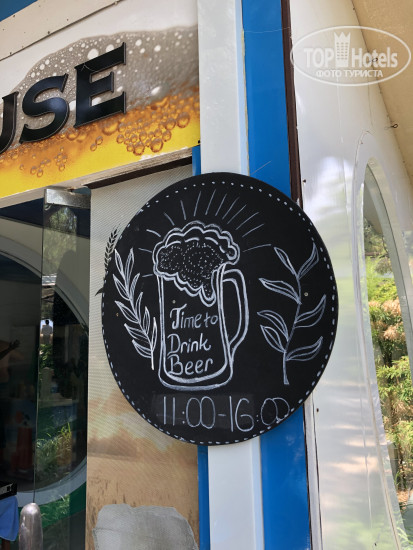 TOP Hotels
ФОТО ТУРИСТА
USE
Time to
Drink
Beer
11:00-16:00